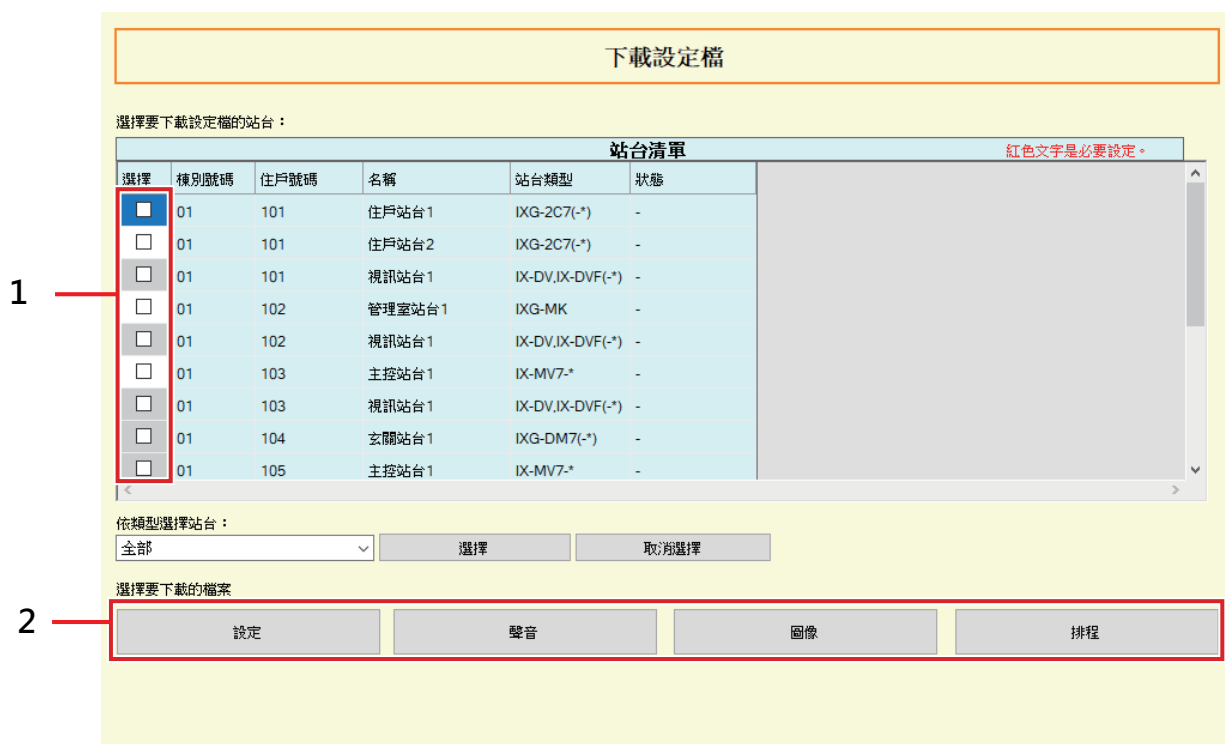 下載設定檔
選擇要下載設定檔的站台：
站台清單 紅色文字是必要設定。
選擇 棟別號碼 住戶號碼 名稱 站台類型 狀態
01 101 住戶站台1 IXG-2C7(-*) -
01 101 住戶站台2 IXG-2C7(-*) -
01 101 視訊站台1 IX-DV,IX-DVF(-*) -
1
01 102 管理室站台1 IXG-MK -
01 102 視訊站台1 IX-DV,IX-DVF(-*) -
01 103 主控站台1 IX-MV7-* -
01 103 視訊站台1 IX-DV,IX-DVF(-*) -
01 104 玄關站台1 IXG-DM7(-*) -
01 105 主控站台1 IX-MV7-* -
依類型選擇站台：
全部 選擇 取消選擇
選擇要下載的檔案
2
設定 聲音 圖像 排程